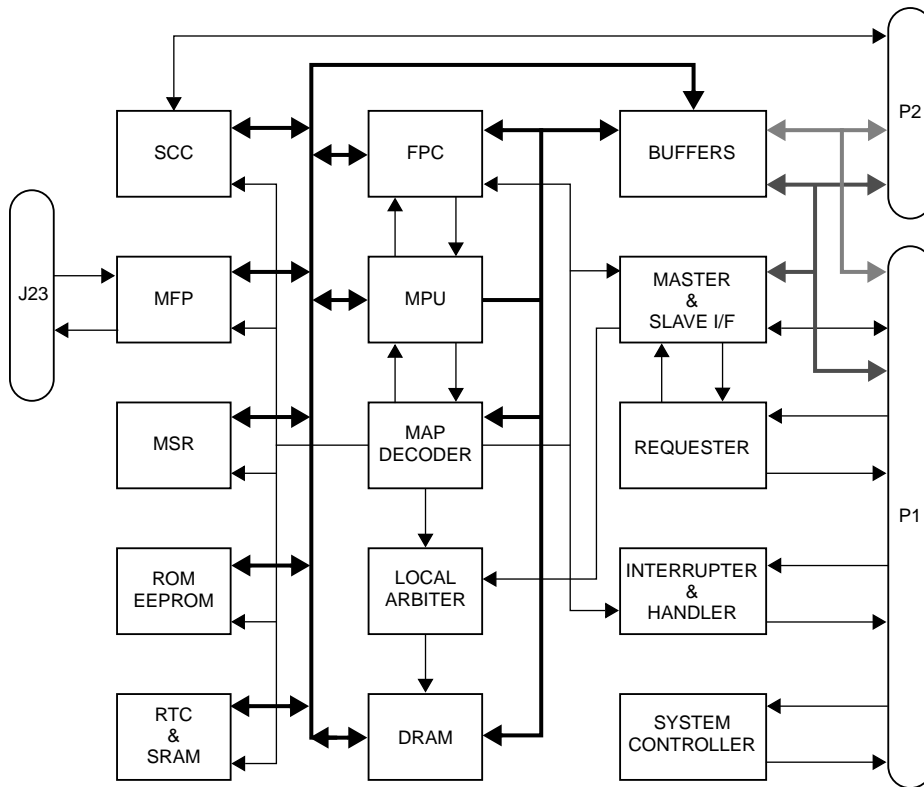 P2
SCC
FPC
BUFFERS
J23
MFP
MPU
MASTER
&
SLAVE I/F
MSR
MAP
DECODER
REQUESTER
P1
ROM
EEPROM
LOCAL
ARBITER
INTERRUPTER
&
HANDLER
RTC
&
SRAM
DRAM
SYSTEM
CONTROLLER